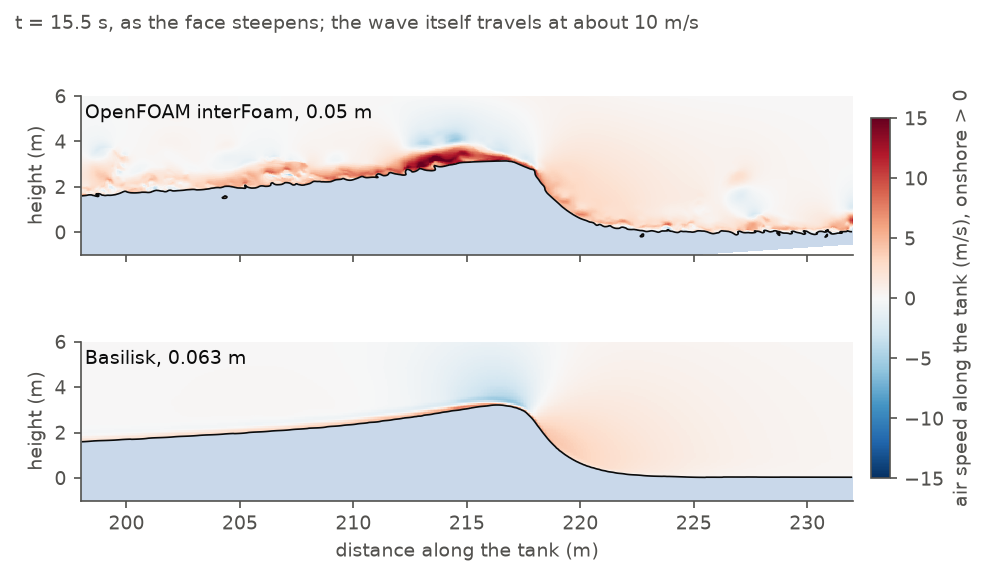 t = 15.5 s, as the face steepens; the wave itself travels at about 10 m/s
OpenFOAM interFoam, 0.05 m
6
4
2
0
height (m)
Basilisk, 0.063 m
6
4
2
0
height (m)
200 205 210 215 220 225 230
distance along the tank (m)
15
10
5
0
−5
−10
−15
air speed along the tank (m/s), onshore > 0